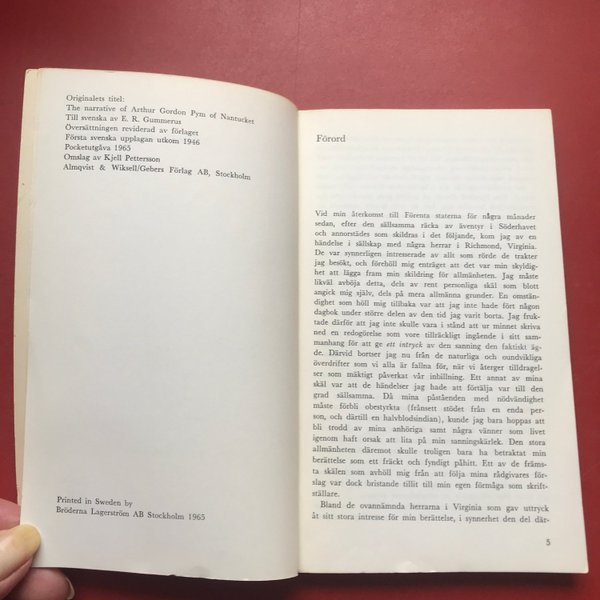 Originalets titel:
The narrative of Arthur Gordon Pym of Nantucket
Till svenska av E. R. Gummerus
Översättningen reviderad av förlaget
Första svenska upplagan utkom 1946
Pocketutgåva 1965
Omslag av Kjell Pettersson
Almqvist & Wiksell/Gebers Förlag AB, Stockholm
Printed in Sweden by
Bröderna Lagerström AB Stockholm 1965
Förord
Vid min återkomst till Förenta staterna för några månader
sedan, efter den sällsamma räcka av äventyr i Söderhavet
och annorstädes som skildras i det följande, kom jag av en
händelse i sällskap med några herrar i Richmond, Virginia.
De var synnerligen intresserade av allt som rörde de trakter
jag besökt, och förehöll mig enträget att det var min skyldig-
het att lägga fram min skildring för allmänheten. Jag måste
likväl avböja detta, dels av rent personliga skäl som blott
angick mig själv, dels på mera allmänna grunder. En omstän-
dighet som höll mig tillbaka var att jag inte hade fört någon
dagbok under större delen av den tid jag varit borta. Jag fruk-
tade därför att jag inte skulle vara i stånd att ur minnet skriva
ned en redogörelse som vore tillräckligt ingående i sitt sam-
manhang för att ge ett intryck av den sanning den faktiskt äg-
de. Därvid bortser jag nu från de naturliga och oundvikliga
överdrifter som vi alla är fallna för, när vi återger tilldragel-
ser som mäktigt påverkat vår inbillning. Ett annat av mina
skäl var att de händelser jag hade att förtälja var till den
grad sällsamma. Då mina påståenden med nödvändighet
måste förbli obestyrkta (frånsett stödet från en enda per-
son, och därtill en halvblodsindian), kunde jag bara hoppas att
bli trodd av mina anhöriga samt några vänner som livet
igenom haft orsak att lita på min sanningskärlek. Den stora
allmänheten däremot skulle troligen bara ha betraktat min
berättelse som ett fräckt och fyndigt påhitt. Ett av de främs-
ta skälen som avhöll mig från att följa mina rådgivares förs-
lag var dock bristande tillit till min egen förmåga som skrift-
ställare.
Bland de ovannämnda herrarna i Virginia som gav uttryck
åt sitt stora intresse för min berättelse, i synnerhet den del där-
5